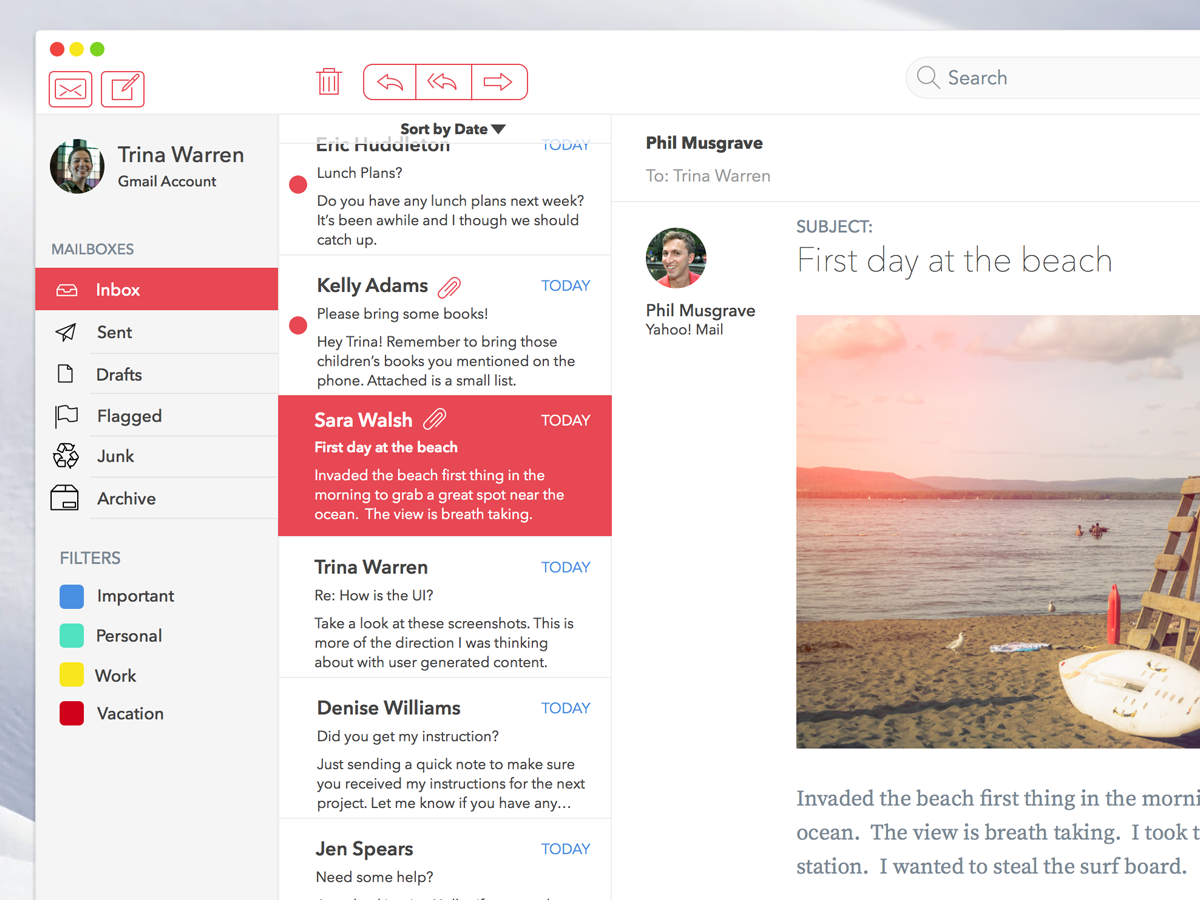 Search
Trina Warren
Gmail Account
MAILBOXES
Inbox
Sent
Drafts
Flagged
Junk
Archive
FILTERS
Important
Personal
Work
Vacation
Sort by Date
Eric Huddleton
TODAY
Lunch Plans?
Do you have any lunch plans next week?
It's been awhile and I though we should
catch up.
Kelly Adams
TODAY
Please bring some books!
Hey Trina! Remember to bring those
children's books you mentioned on the
phone. Attached is a small list.
Sara Walsh
TODAY
First day at the beach
Invaded the beach first thing in the
morning to grab a great spot near the
ocean.  The view is breath taking.
Trina Warren
TODAY
Re: How is the UI?
Take a look at these screenshots. This is
more of the direction I was thinking
about with user generated content.
Denise Williams
TODAY
Did you get my instruction?
Just sending a quick note to make sure
you received my instructions for the next
project. Let me know if you have any...
Jen Spears
TODAY
Need some help?
Phil Musgrave
To: Trina Warren
Phil Musgrave
Yahoo! Mail
SUBJECT:
First day at the beach
Invaded the beach first thing in the morni
ocean.  The view is breath taking.  I took t
station.  I wanted to steal the surf board.